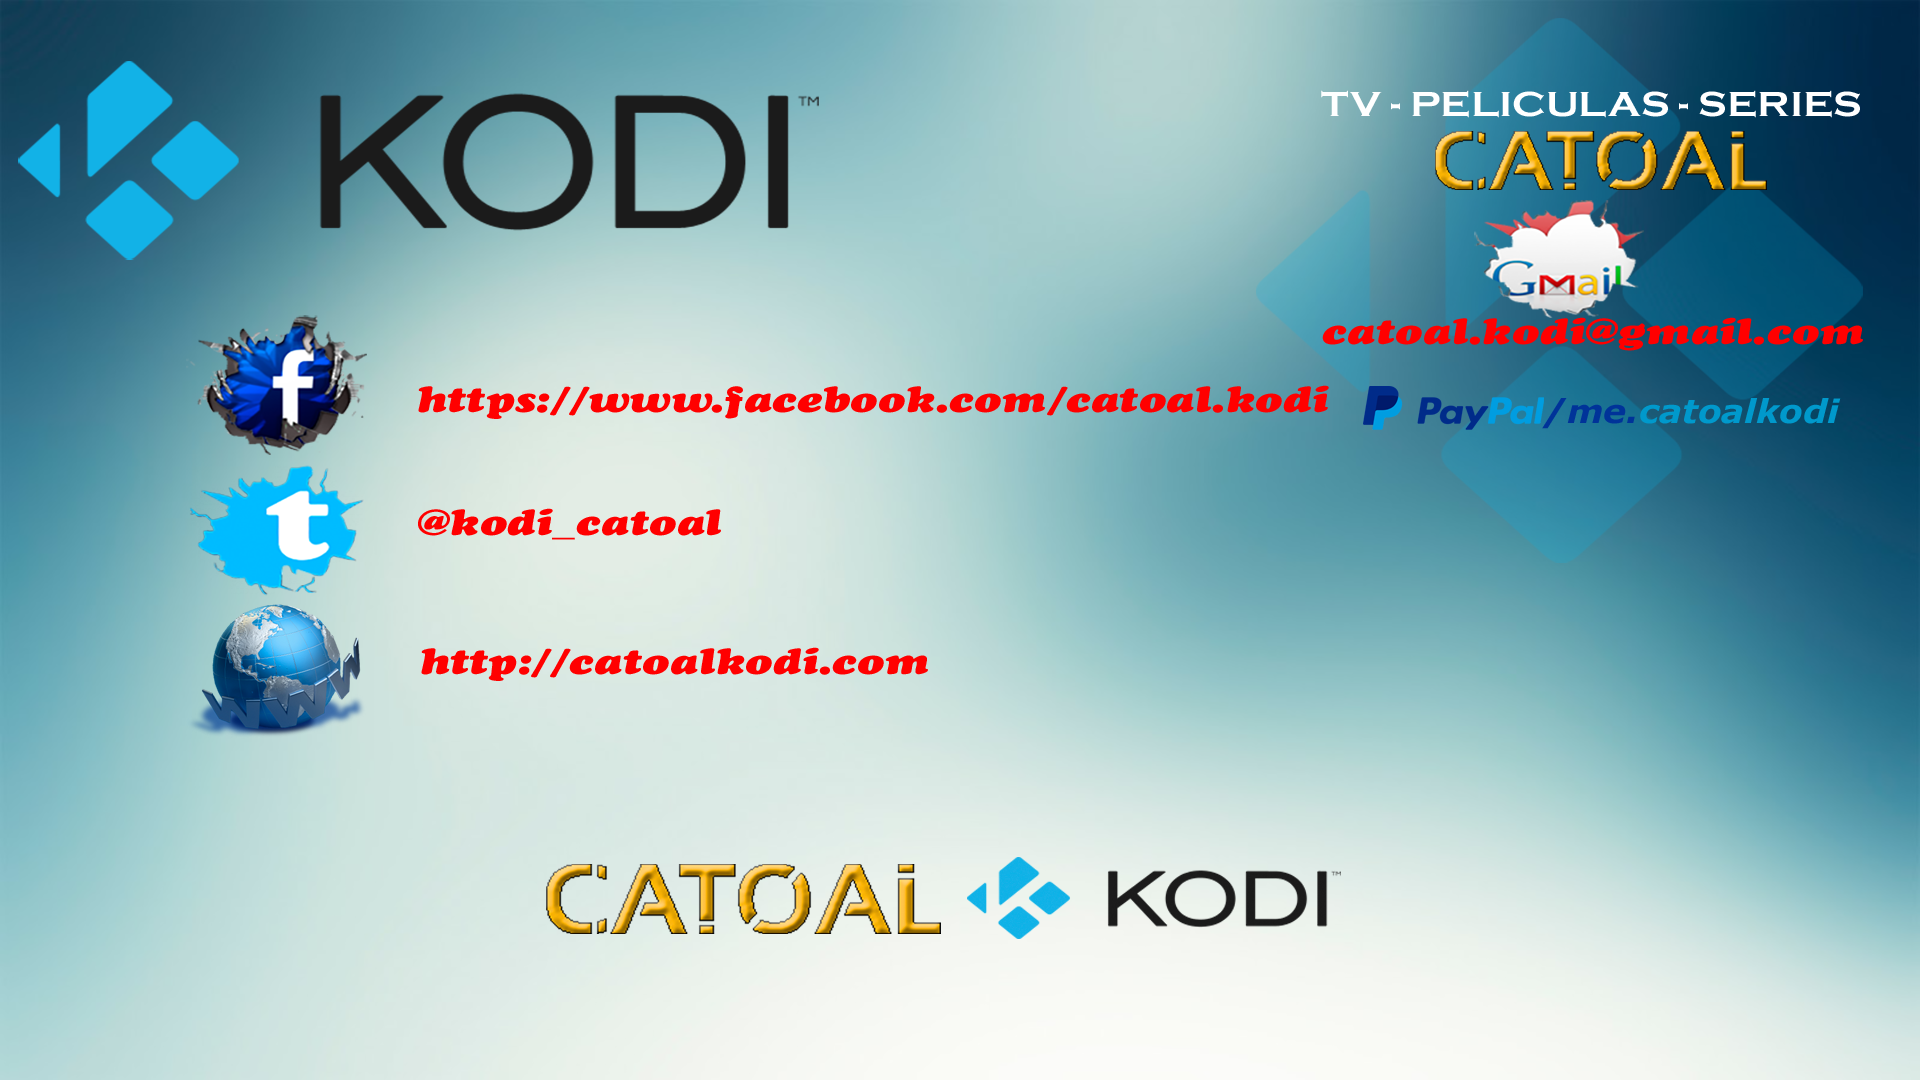 KODI™
TV - PELICULAS - SERIES
CATOAL
GMail
catoal.kodi@gmail.com
f
https://www.facebook.com/catoal.kodi
PayPal/me.catoalkodi
t
@kodi_catoal
www
http://catoalkodi.com
CATOAL KODI™